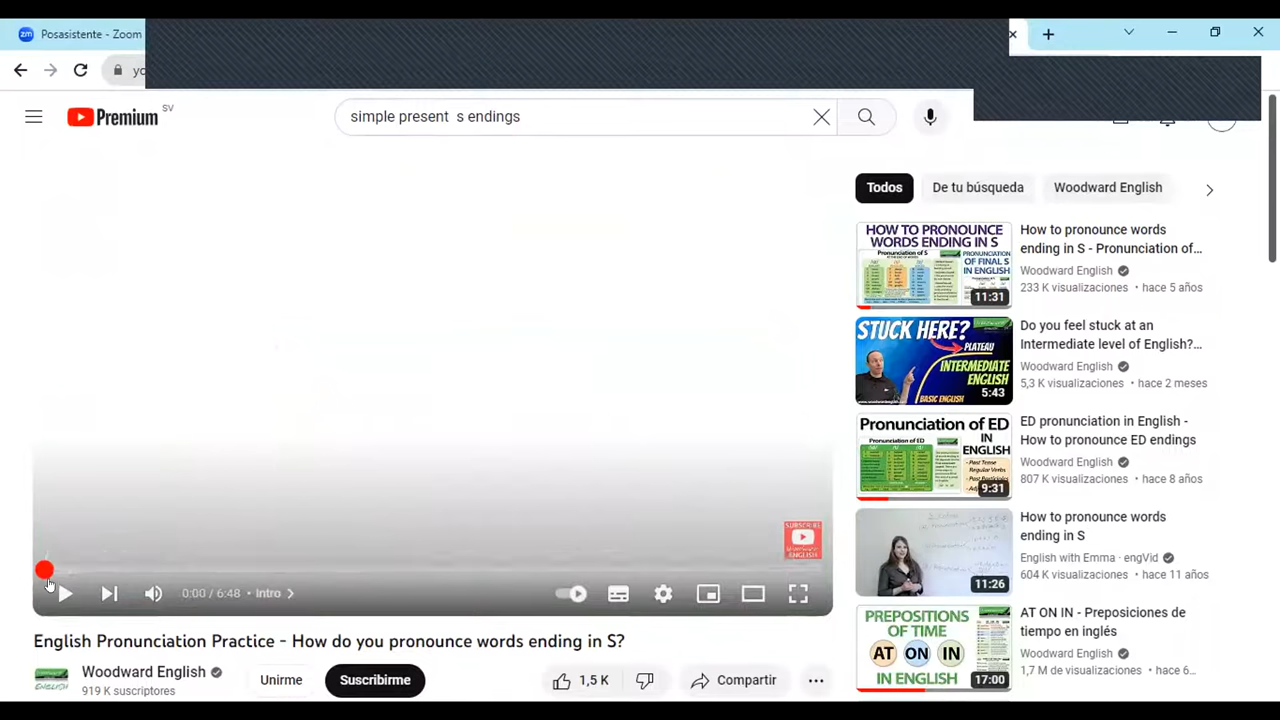 zm Posasistente - Zoom
yo
Premium SV
simple present s endings
Todos
De tu búsqueda
Woodward English
HOW TO PRONOUNCE
WORDS ENDING IN S
Pronunciation of S
PRONUNCIATION
OF FINAL S
IN ENGLISH
11:31
How to pronounce words
ending in S - Pronunciation of...
Woodward English
233 K visualizaciones • hace 5 años
STUCK HERE?
PLATEAU
INTERMEDIATE
ENGLISH
BASIC ENGLISH
5:43
Do you feel stuck at an
Intermediate level of English?...
Woodward English
5,3 K visualizaciones • hace 2 meses
Pronunciation of ED
IN
ENGLISH
Pronunciation of ED
- Past Tense
Regular Verbs
- Past Participles
9:31
ED pronunciation in English -
How to pronounce ED endings
Woodward English
807 K visualizaciones • hace 8 años
11:26
How to pronounce words
ending in S
English with Emma · engVid
604 K visualizaciones • hace 11 años
PREPOSITIONS
OF TIME
AT ON IN
IN ENGLISH
17:00
AT ON IN - Preposiciones de
tiempo en inglés
Woodward English
1,7 M de visualizaciones • hace 6...
SUBSCRIBE
ENGLISH
0:00 / 6:48 • Intro
English Pronunciation Practice - How do you pronounce words ending in S?
ENGLISH
Woodward English
919 K suscriptores
Unirme
Suscribirme
1,5 K
Compartir